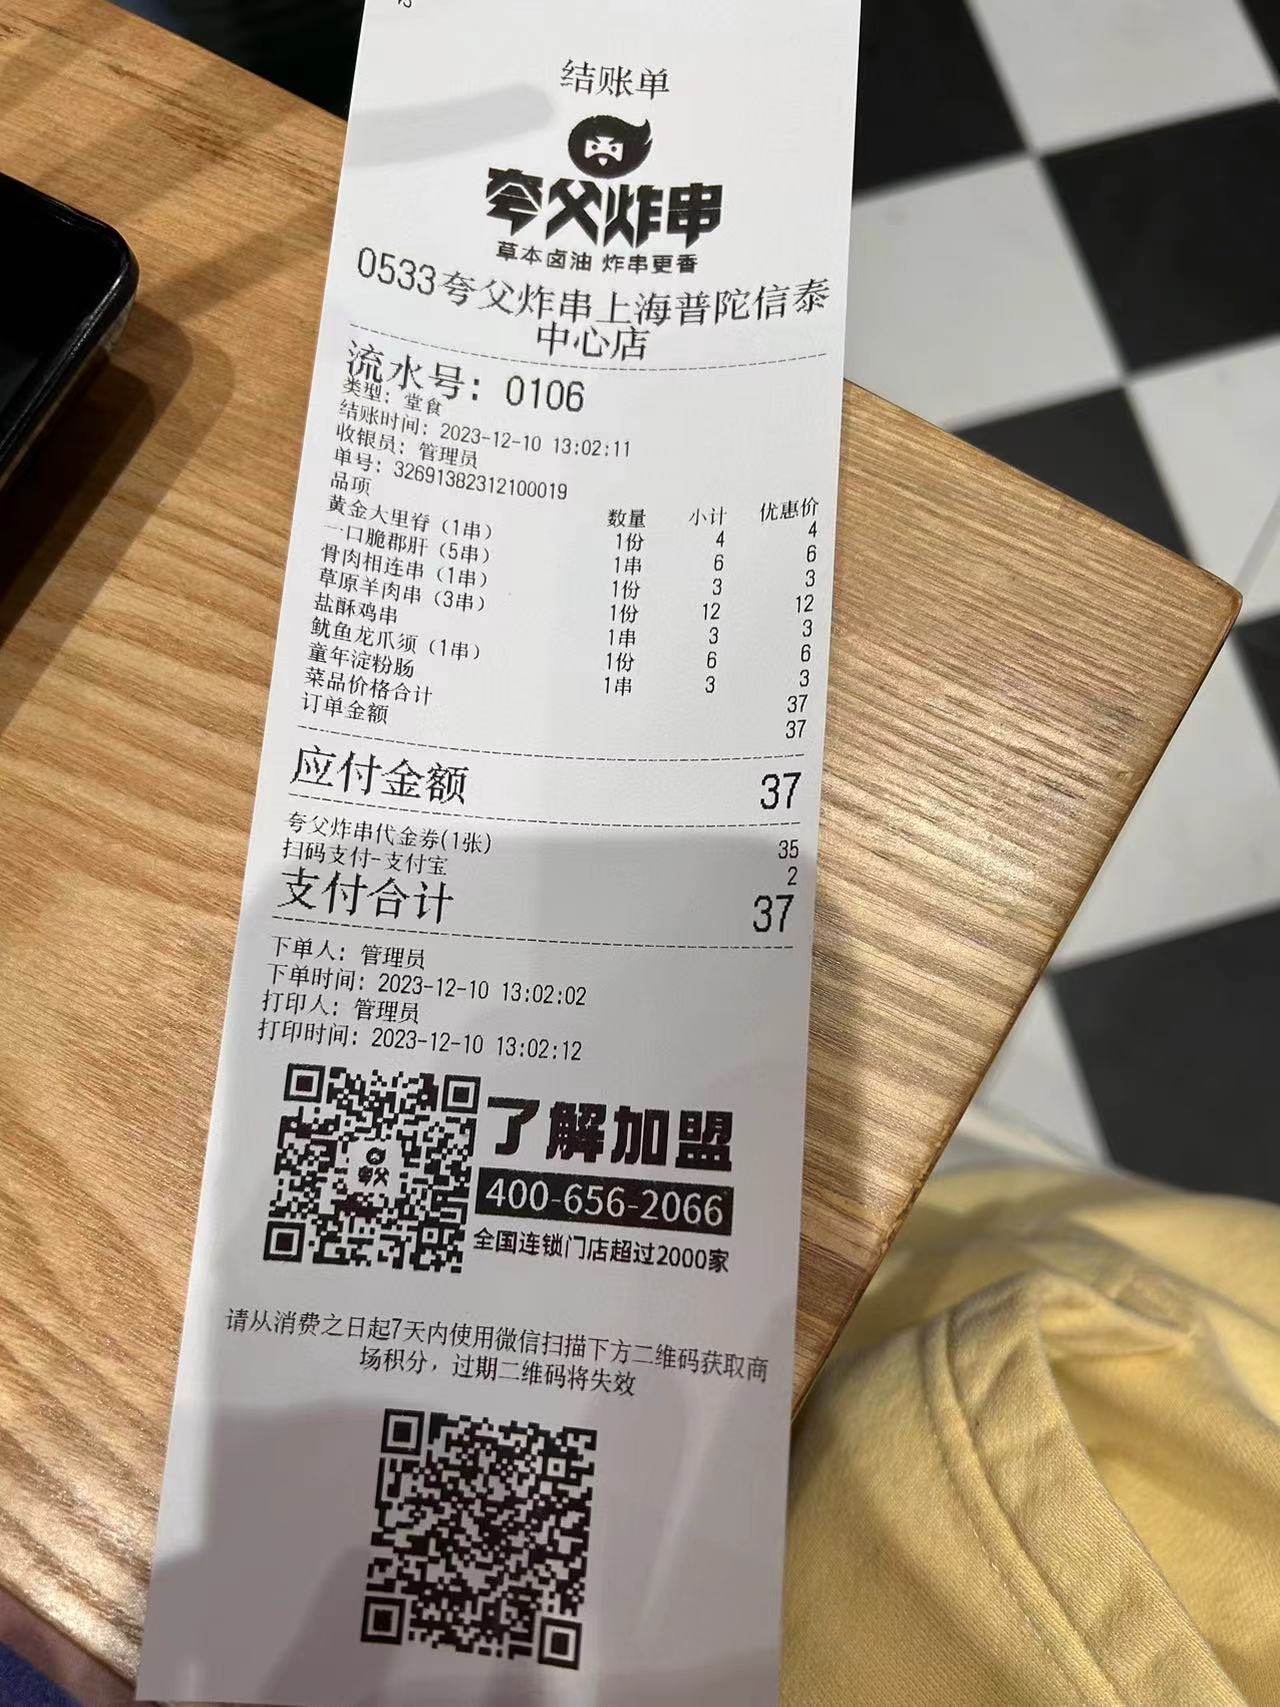 结账单
夸父炸串
草本卤油 炸串更香
0533夸父炸串上海普陀信泰
中心店
流水号：0106
类型：堂食
结账时间：2023-12-10 13:02:11
收银员：管理员
单号：32691382312100019
品项 数量 小计 优惠价
黄金大里脊（1串） 1份 4 4
一口脆郡肝（5串） 1串 6 6
骨肉相连串（1串） 1份 3 3
草原羊肉串（3串） 1份 12 12
盐酥鸡串 1串 3 3
鱿鱼龙爪须（1串） 1份 6 6
童年淀粉肠 1串 3 3
菜品价格合计 37
订单金额 37
应付金额 37
夸父炸串代金券(1张) 35
扫码支付-支付宝 2
支付合计 37
下单人：管理员
下单时间：2023-12-10 13:02:02
打印人：管理员
打印时间：2023-12-10 13:02:12
夸父
了解加盟
400-656-2066
全国连锁门店超过2000家
请从消费之日起7天内使用微信扫描下方二维码获取商
场积分，过期二维码将失效